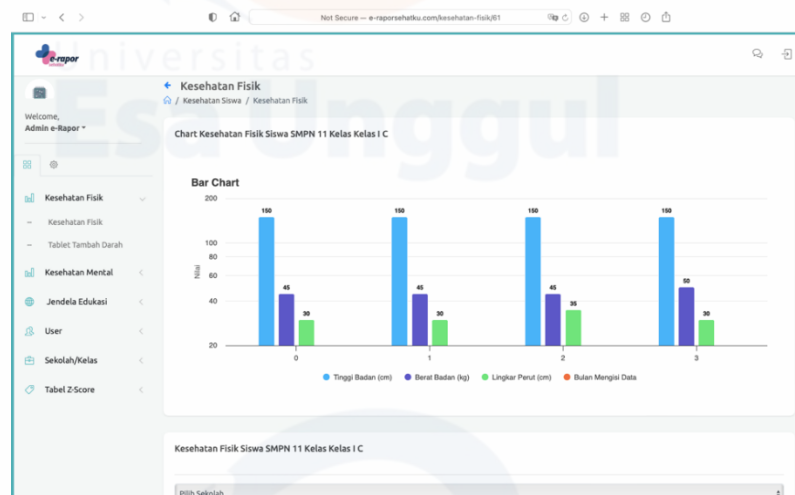 Not Secure — e-raporsehatku.com/kesehatan-fisik/61
Universitas
Esa Unggul
e-rapor
Welcome,
Admin e-Rapor
Kesehatan Fisik
/ Kesehatan Siswa / Kesehatan Fisik
Chart Kesehatan Fisik Siswa SMPN 11 Kelas Kelas I C
Kesehatan Fisik
Kesehatan Fisik
Tablet Tambah Darah
Kesehatan Mental
Jendela Edukasi
User
Sekolah/Kelas
Tabel Z-Score
Bar Chart
Nilai
200
100
80
60
40
20
150 45 30
150 45 30
150 45 35
150 50 30
0 1 2 3
Tinggi Badan (cm) Berat Badan (kg) Lingkar Perut (cm) Bulan Mengisi Data
Kesehatan Fisik Siswa SMPN 11 Kelas Kelas I C
Pilih Sekolah